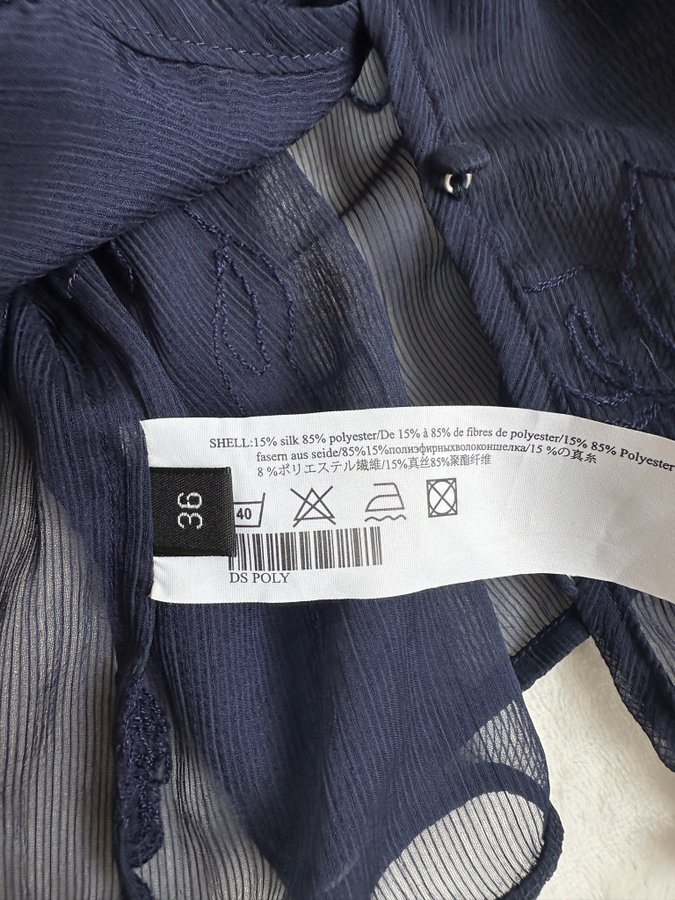 SHELL:15% silk 85% polyester/De 15% à 85% de fibres de polyester/15% 85% Polyester
fasern aus seide/85%15%полиэфирныхволоконшелка/15 %の真糸
8 %ポリエステル繊維/15%真丝85%聚酯纤维
36
40
DS POLY